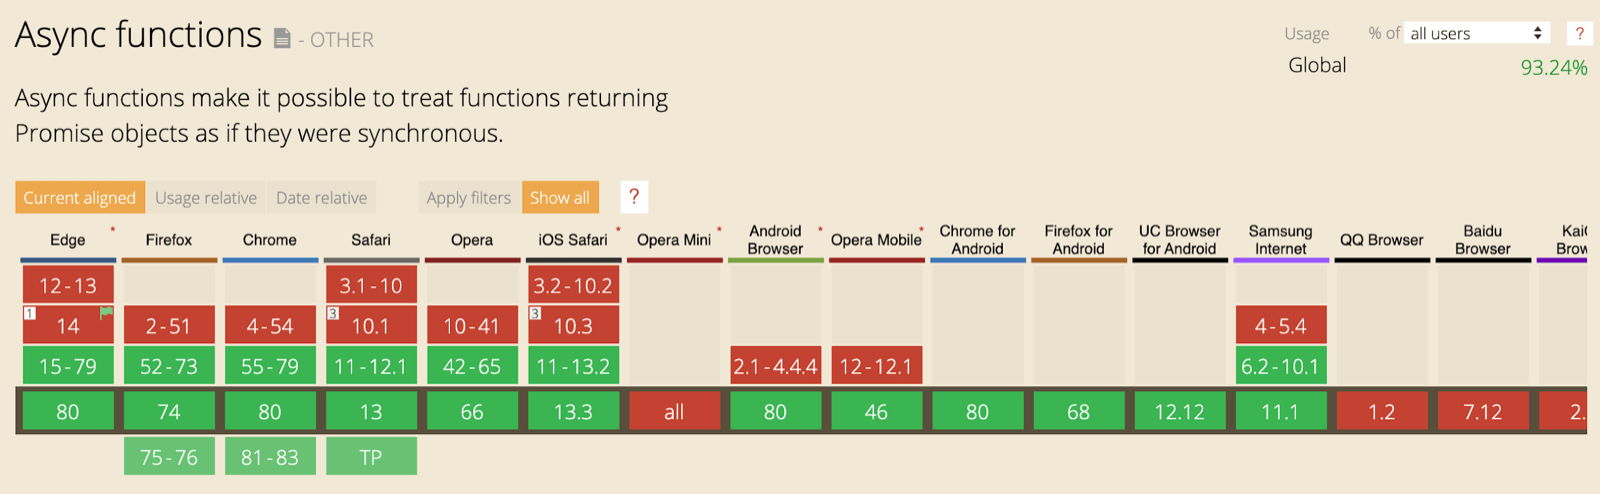 Async functions - OTHER
Usage % of all users ?
Global 93.24%
Async functions make it possible to treat functions returning
Promise objects as if they were synchronous.
Current aligned Usage relative Date relative Apply filters Show all ?
Edge * Firefox Chrome Safari Opera iOS Safari * Opera Mini * Android Browser * Opera Mobile * Chrome for Android Firefox for Android UC Browser for Android Samsung Internet QQ Browser Baidu Browser
12-13 3.1-10 3.2-10.2
1 14 2-51 4-54 3 10.1 10-41 3 10.3 4-5.4
15-79 52-73 55-79 11-12.1 42-65 11-13.2 2.1-4.4.4 12-12.1 6.2-10.1
80 74 80 13 66 13.3 all 80 46 80 68 12.12 11.1 1.2 7.12 2.
75-76 81-83 TP